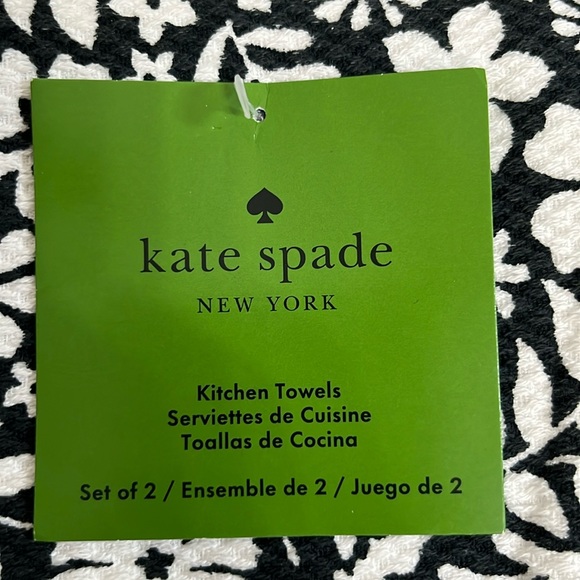 kate spade
NEW YORK
Kitchen Towels
Serviettes de Cuisine
Toallas de Cocina
Set of 2 / Ensemble de 2 / Juego de 2